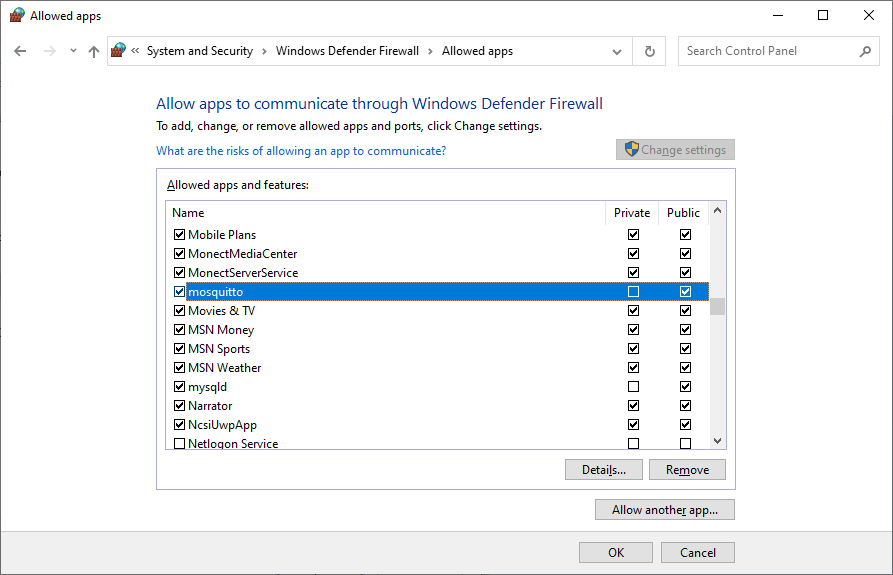 Allowed apps
« System and Security › Windows Defender Firewall › Allowed apps
Search Control Panel
Allow apps to communicate through Windows Defender Firewall
To add, change, or remove allowed apps and ports, click Change settings.
What are the risks of allowing an app to communicate?
Change settings
Allowed apps and features:
Name Private Public
Mobile Plans
MonectMediaCenter
MonectServerService
mosquitto
Movies & TV
MSN Money
MSN Sports
MSN Weather
mysqld
Narrator
NcsiUwpApp
Netlogon Service
Details... Remove
Allow another app...
OK Cancel